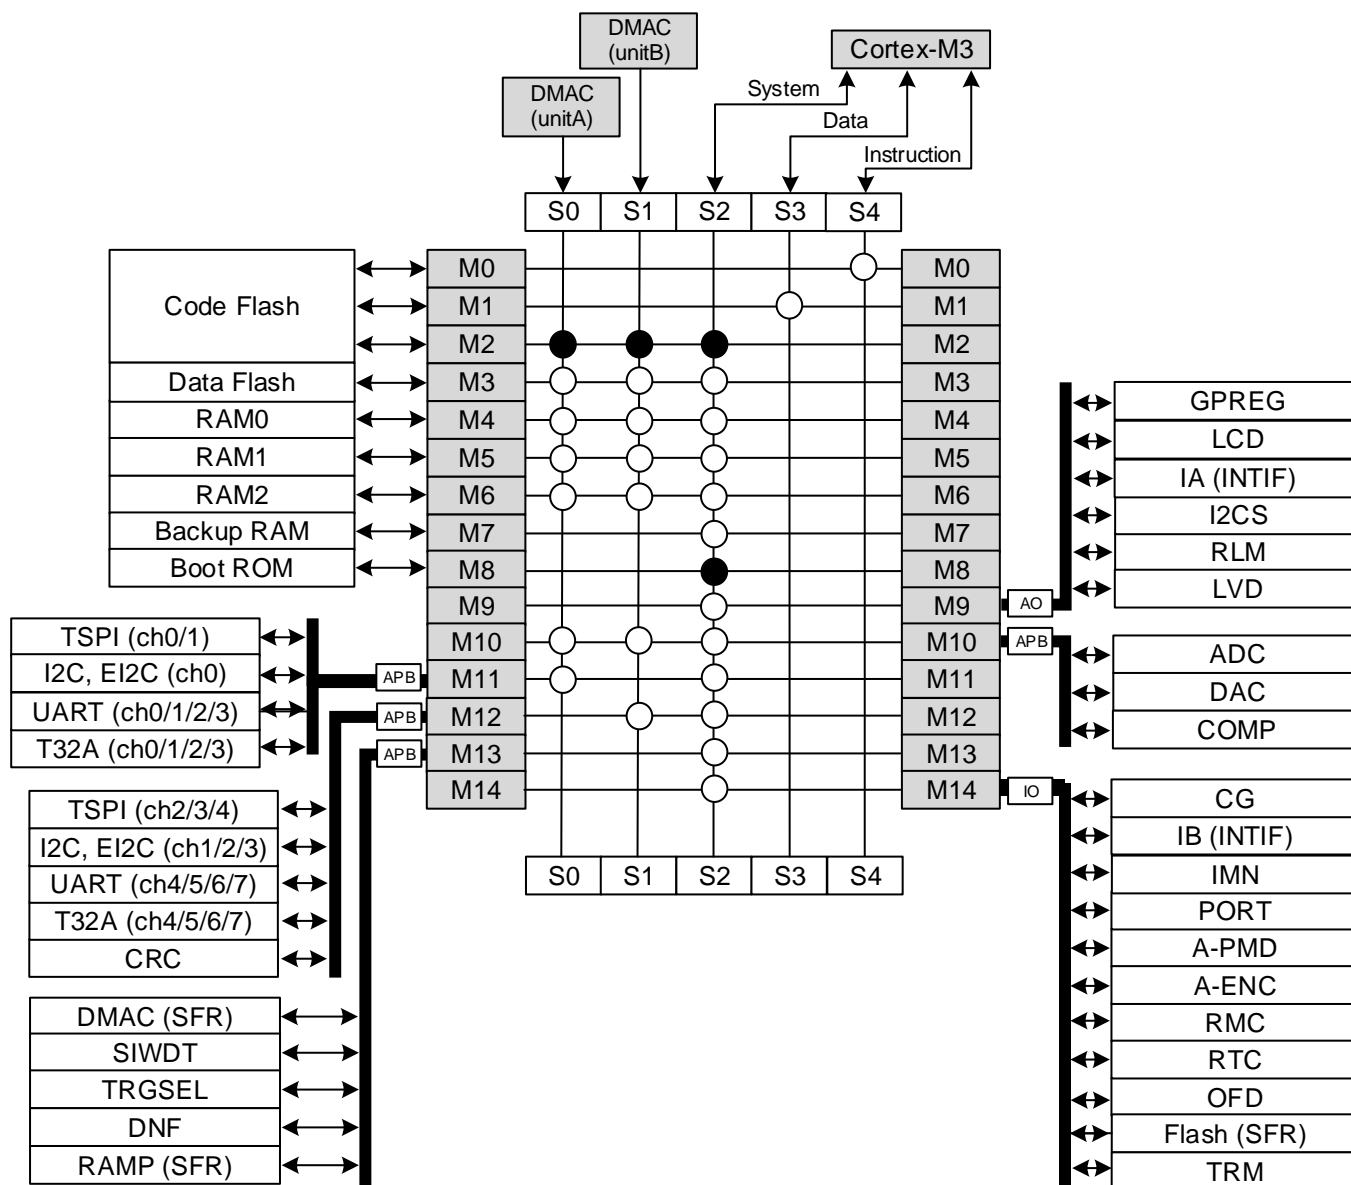 DMAC
(unitB)
Cortex-M3
DMAC
(unitA)
System
Data
Instruction
S0 S1 S2 S3 S4
Code Flash
Data Flash
RAM0
RAM1
RAM2
Backup RAM
Boot ROM
M0
M1
M2
M3
M4
M5
M6
M7
M8
M9
M10
M11
M12
M13
M14
M0
M1
M2
M3
M4
M5
M6
M7
M8
M9
M10
M11
M12
M13
M14
S0 S1 S2 S3 S4
TSPI (ch0/1)
I2C, EI2C (ch0)
UART (ch0/1/2/3)
T32A (ch0/1/2/3)
APB
APB
APB
TSPI (ch2/3/4)
I2C, EI2C (ch1/2/3)
UART (ch4/5/6/7)
T32A (ch4/5/6/7)
CRC
DMAC (SFR)
SIWDT
TRGSEL
DNF
RAMP (SFR)
AO
GPREG
LCD
IA (INTIF)
I2CS
RLM
LVD
APB
ADC
DAC
COMP
IO
CG
IB (INTIF)
IMN
PORT
A-PMD
A-ENC
RMC
RTC
OFD
Flash (SFR)
TRM